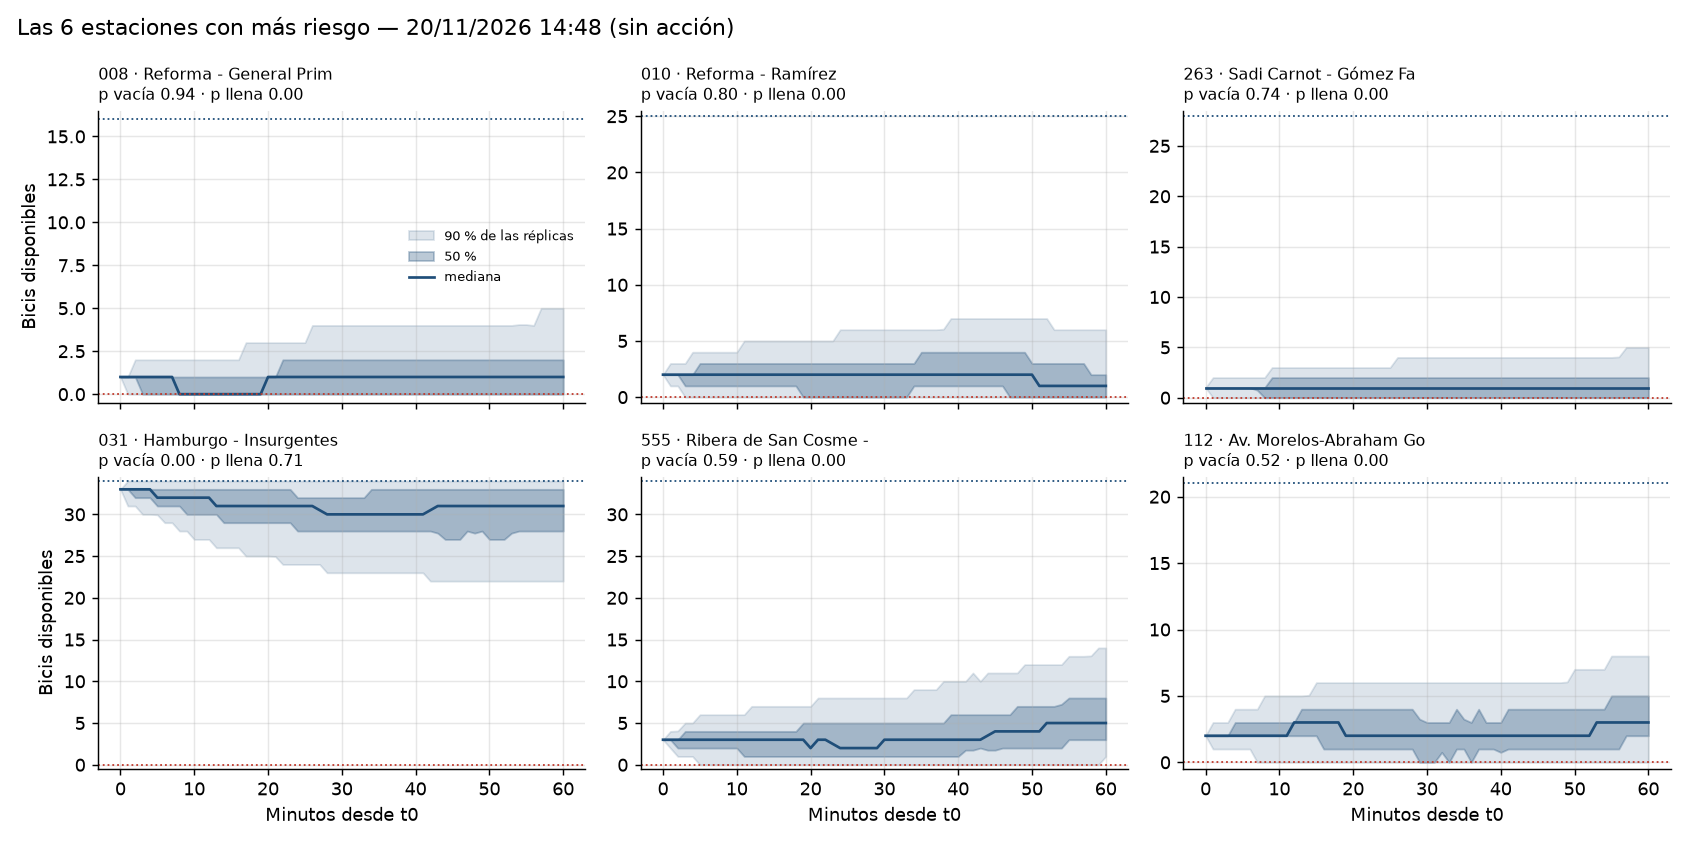 Las 6 estaciones con más riesgo — 20/11/2026 14:48 (sin acción)
008 · Reforma - General Prim
p vacía 0.94 · p llena 0.00
15.0
12.5
10.0
7.5
5.0
2.5
0.0
Bicis disponibles
90 % de las réplicas
50 %
mediana
010 · Reforma - Ramírez
p vacía 0.80 · p llena 0.00
25
20
15
10
5
0
263 · Sadi Carnot - Gómez Fa
p vacía 0.74 · p llena 0.00
25
20
15
10
5
0
031 · Hamburgo - Insurgentes
p vacía 0.00 · p llena 0.71
30
25
20
15
10
5
0
Bicis disponibles
0 10 20 30 40 50 60
Minutos desde t0
555 · Ribera de San Cosme -
p vacía 0.59 · p llena 0.00
30
25
20
15
10
5
0
0 10 20 30 40 50 60
Minutos desde t0
112 · Av. Morelos-Abraham Go
p vacía 0.52 · p llena 0.00
20
15
10
5
0
0 10 20 30 40 50 60
Minutos desde t0